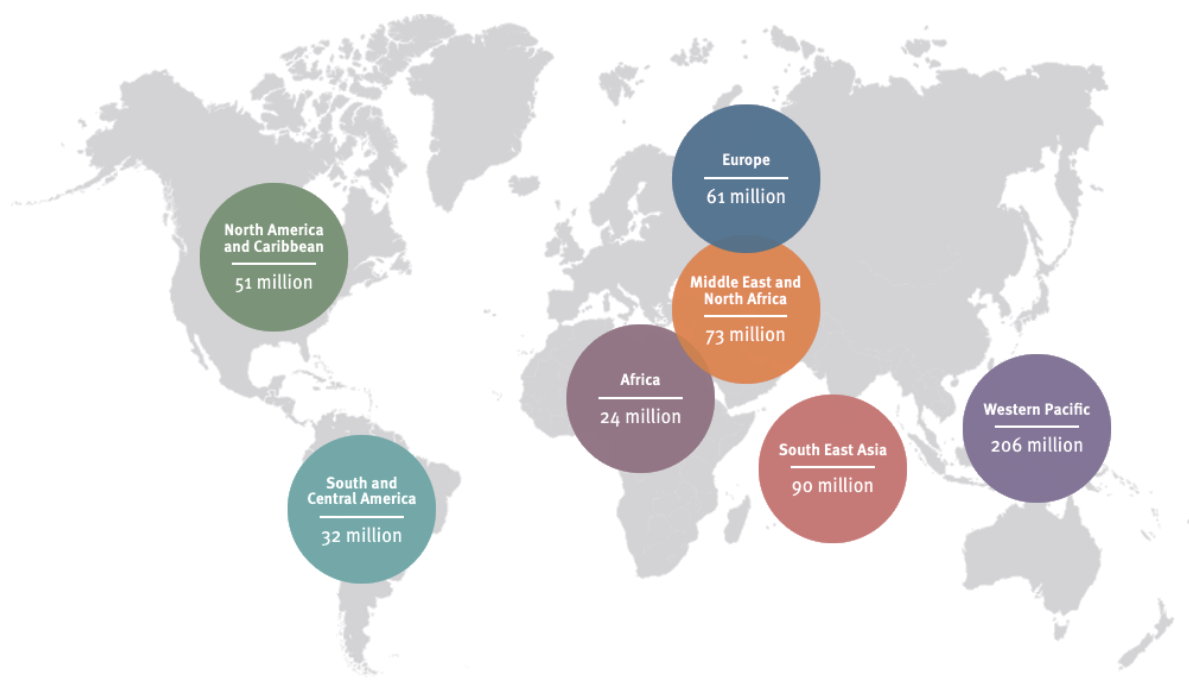 Europe
61 million
North America
and Caribbean
51 million
Middle East and
North Africa
73 million
Africa
24 million
Western Pacific
206 million
South East Asia
90 million
South and
Central America
32 million